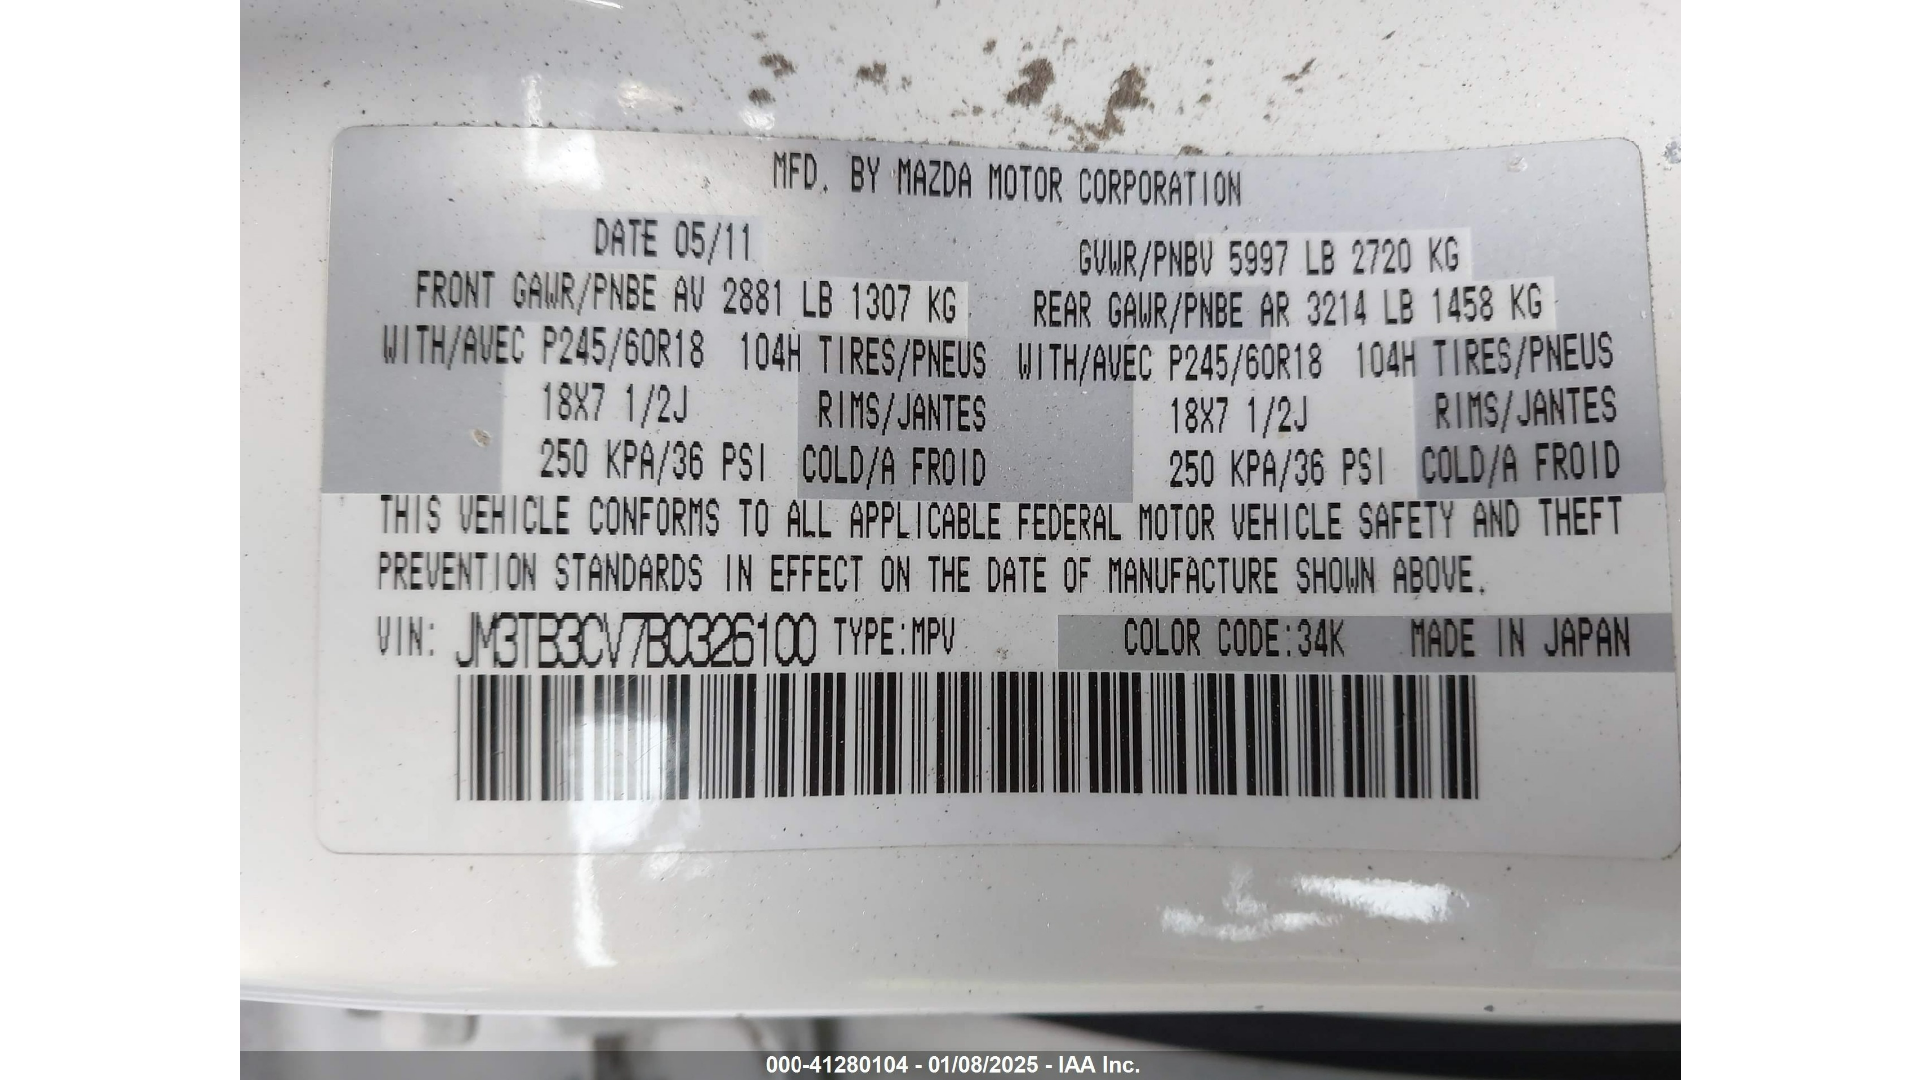 MFD. BY MAZDA MOTOR CORPORATION
DATE 05/11 GVWR/PNBV 5997 LB 2720 KG
FRONT GAWR/PNBE AV 2881 LB 1307 KG REAR GAWR/PNBE AR 3214 LB 1458 KG
WITH/AVEC P245/60R18 104H TIRES/PNEUS WITH/AVEC P245/60R18 104H TIRES/PNEUS
18X7 1/2J RIMS/JANTES 18X7 1/2J RIMS/JANTES
250 KPA/36 PSI COLD/A FROID 250 KPA/36 PSI COLD/A FROID
THIS VEHICLE CONFORMS TO ALL APPLICABLE FEDERAL MOTOR VEHICLE SAFETY AND THEFT
PREVENTION STANDARDS IN EFFECT ON THE DATE OF MANUFACTURE SHOWN ABOVE.
VIN: JM3TB3CV7B0326100 TYPE:MPV COLOR CODE:34K MADE IN JAPAN
000-41280104 - 01/08/2025 - IAA Inc.